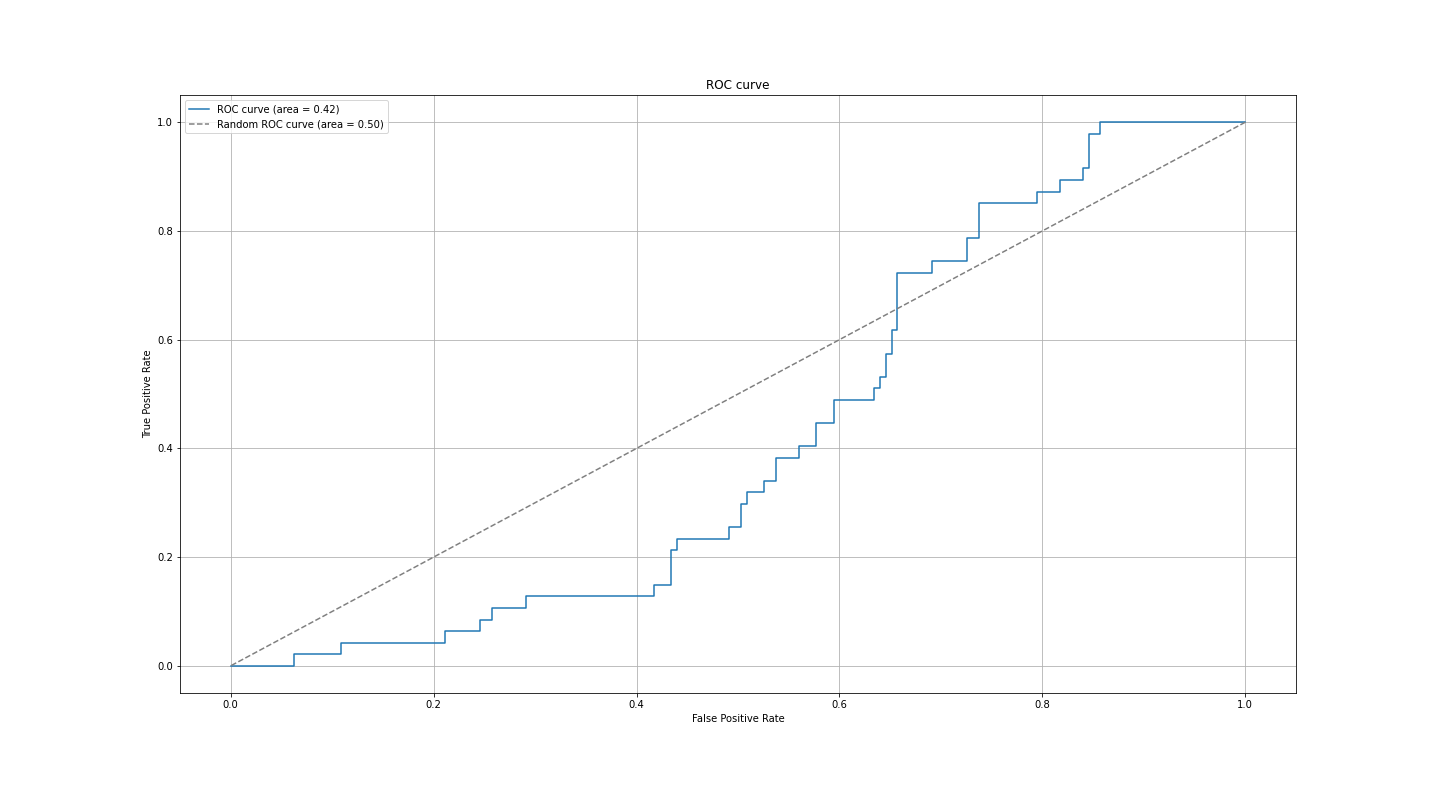 ROC curve
ROC curve (area = 0.42)
Random ROC curve (area = 0.50)
1.0
0.8
0.6
0.4
0.2
0.0
True Positive Rate
0.0 0.2 0.4 0.6 0.8 1.0
False Positive Rate